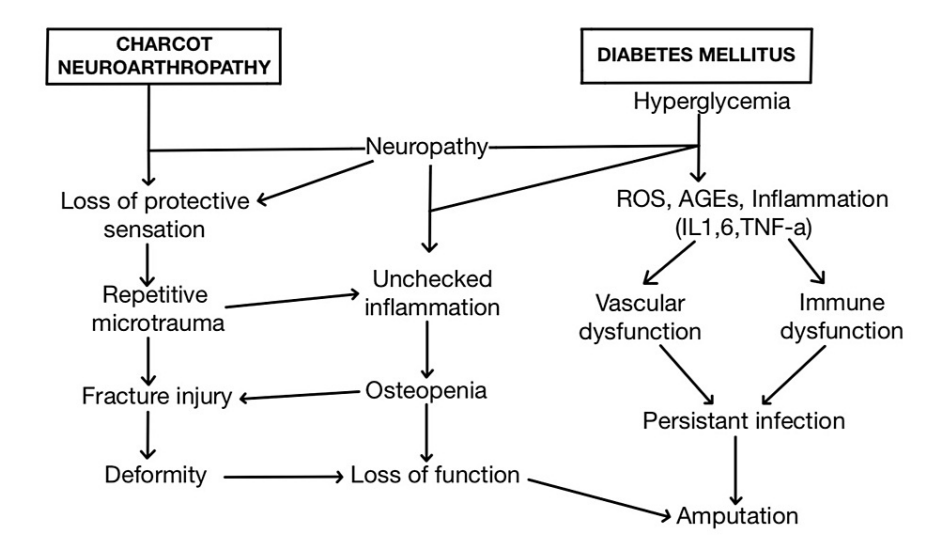 CHARCOT
NEUROARTHROPATHY
DIABETES MELLITUS
Hyperglycemia
Neuropathy
Loss of protective
sensation
ROS, AGEs, Inflammation
(IL1,6,TNF-a)
Repetitive
microtrauma
Unchecked
inflammation
Vascular
dysfunction
Immune
dysfunction
Fracture injury
Osteopenia
Persistant infection
Deformity
Loss of function
Amputation